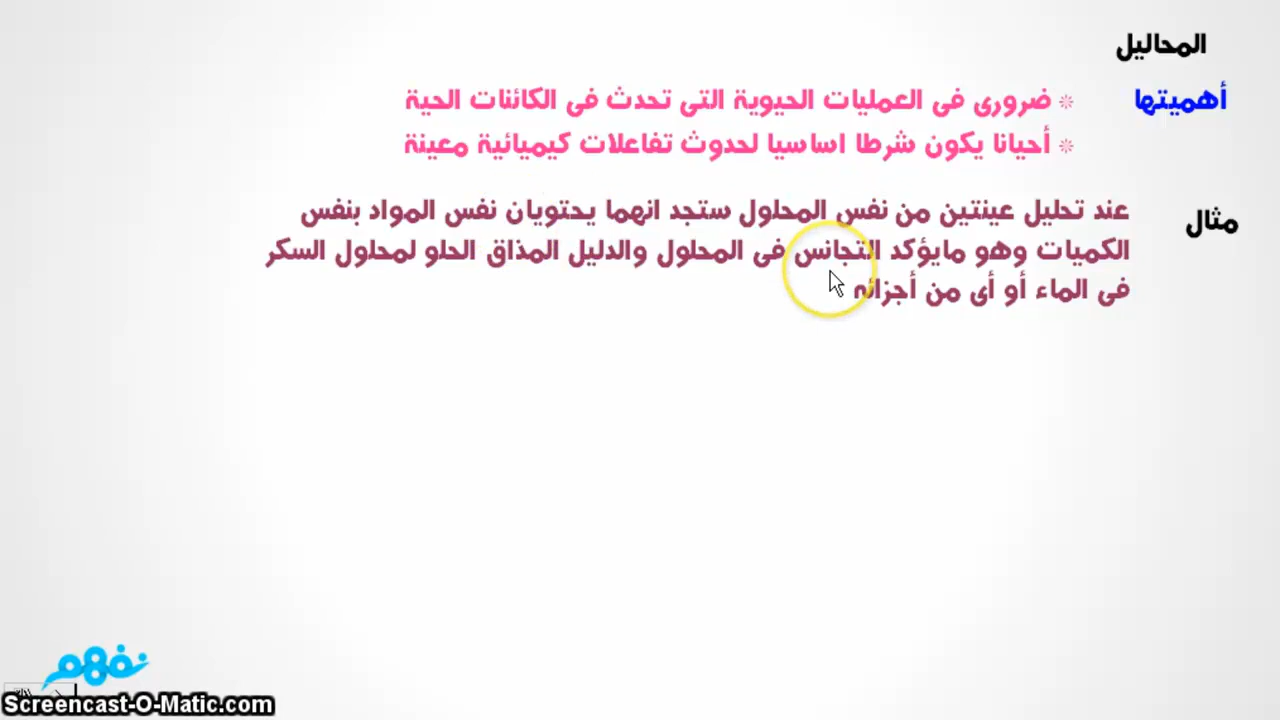 المحاليل
أهميتها
* ضرورى فى العمليات الحيوية التى تحدث فى الكائنات الحية
* أحيانا يكون شرطا اساسيا لحدوث تفاعلات كيميائية معينة
مثال
عند تحليل عينتين من نفس المحلول ستجد انهما يحتويان نفس المواد بنفس
الكميات وهو مايؤكد التجانس فى المحلول والدليل المذاق الحلو لمحلول السكر
فى الماء أو أى من أجزائه
نفهم
Screencast-O-Matic.com